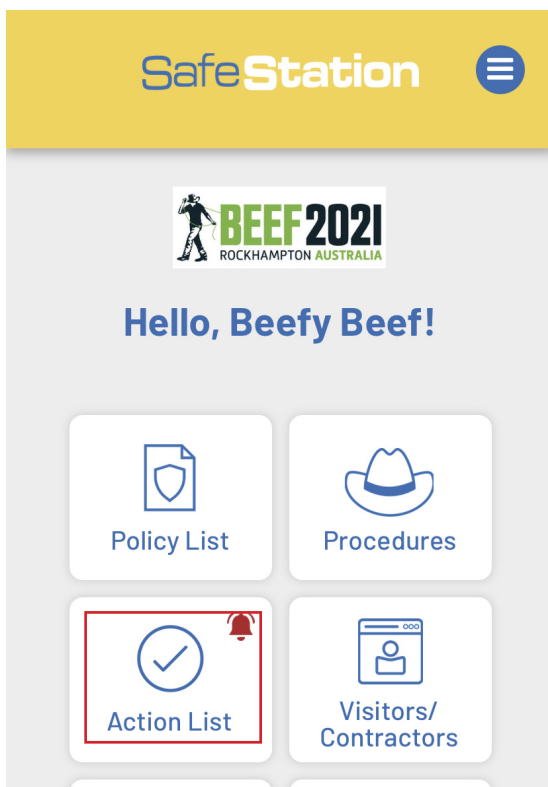 SafeStation
BEEF2021
ROCKHAMPTON AUSTRALIA
Hello, Beefy Beef!
Policy List
Procedures
Action List
Visitors/
Contractors